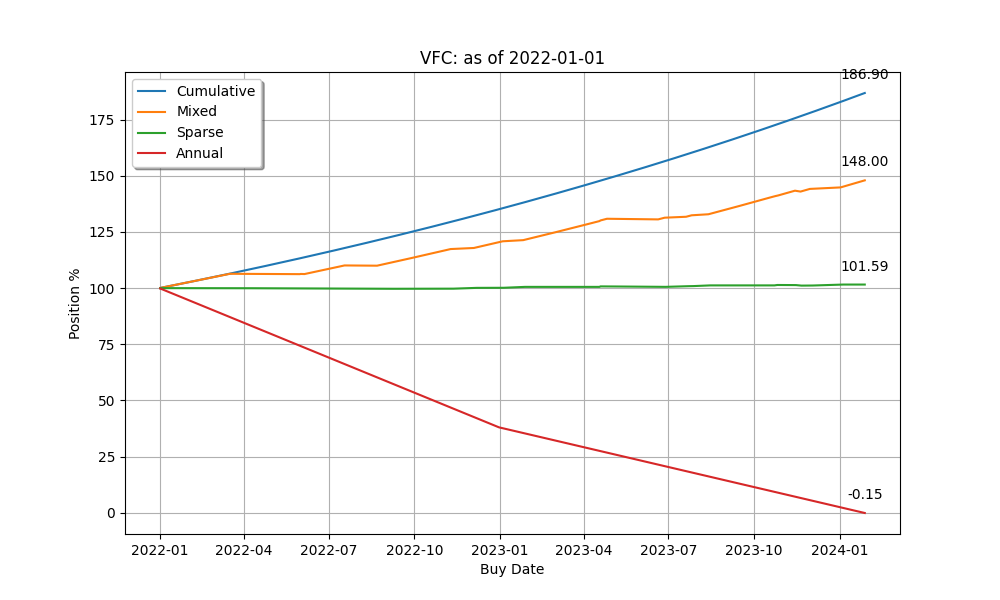 VFC: as of 2022-01-01
186.90
Cumulative
Mixed
Sparse
Annual
148.00
101.59
-0.15
175
150
125
100
75
50
25
0
Position %
2022-01 2022-04 2022-07 2022-10 2023-01 2023-04 2023-07 2023-10 2024-01
Buy Date